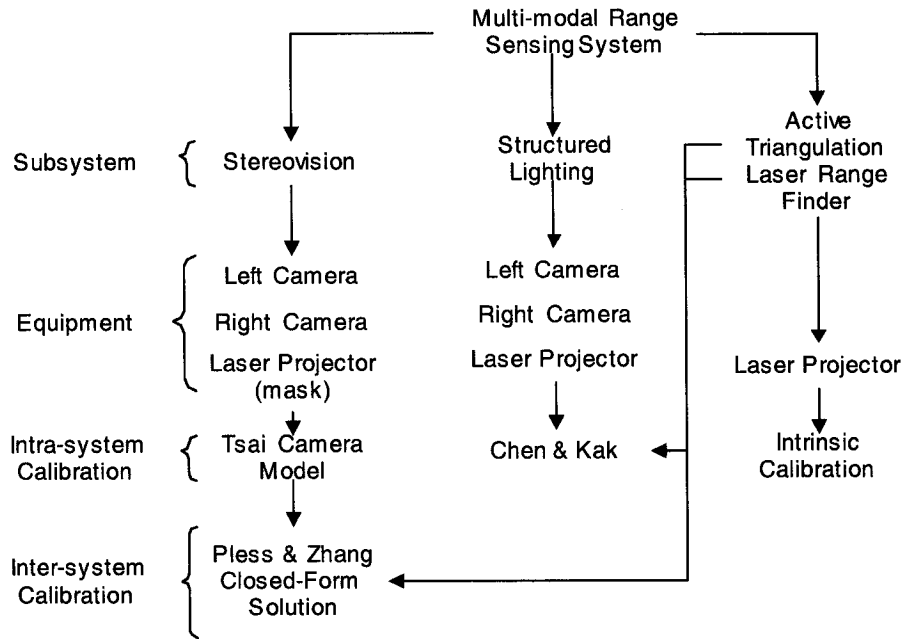 Multi-modal Range
Sensing System
Subsystem
Stereovision
Structured
Lighting
Active
Triangulation
Laser Range
Finder
Equipment
Left Camera
Right Camera
Laser Projector
(mask)
Left Camera
Right Camera
Laser Projector
Laser Projector
Intra-system
Calibration
Tsai Camera
Model
Chen & Kak
Intrinsic
Calibration
Inter-system
Calibration
Pless & Zhang
Closed-Form
Solution